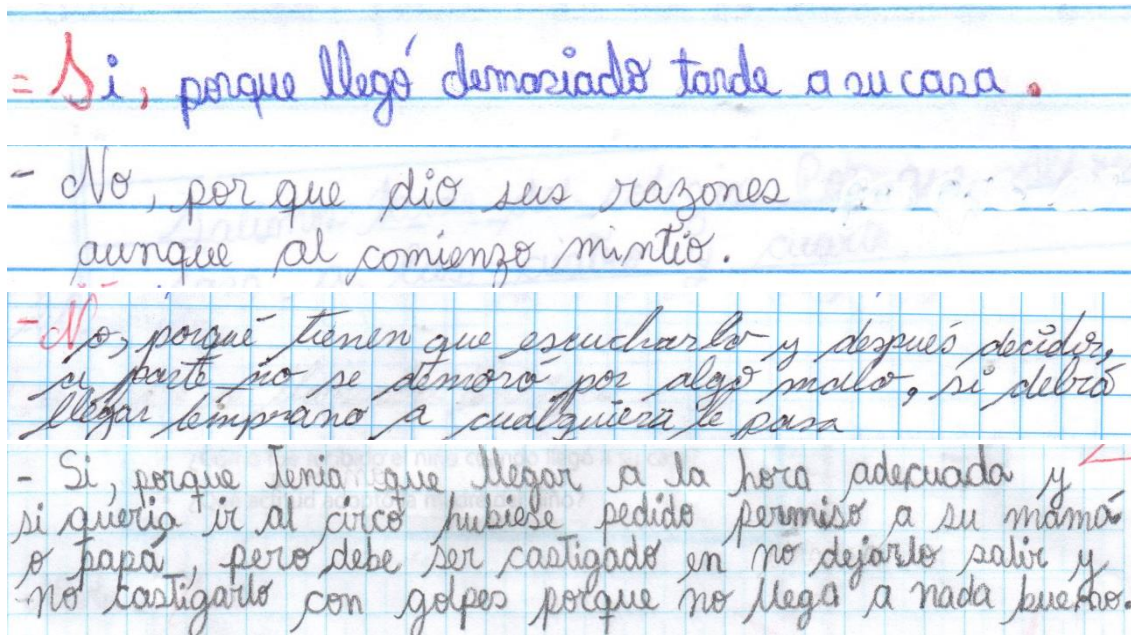 = Si, porque llegó demasiado tarde a su casa.
- No, por que dio sus razones
aunque al comienzo mintio.
- No, porqué tienen que escucharlo y después decidir,
a parte no se demoró por algo malo, si debió
llegar temprano a cualquiera le pasa
- Si, porque Tenia que llegar a la hora adecuada y
si queria ir al circo hubiese pedido permiso a su mamá
o papá, pero debe ser castigado en no dejarlo salir y
no castigarlo con golpes porque no llega a nada bueno.